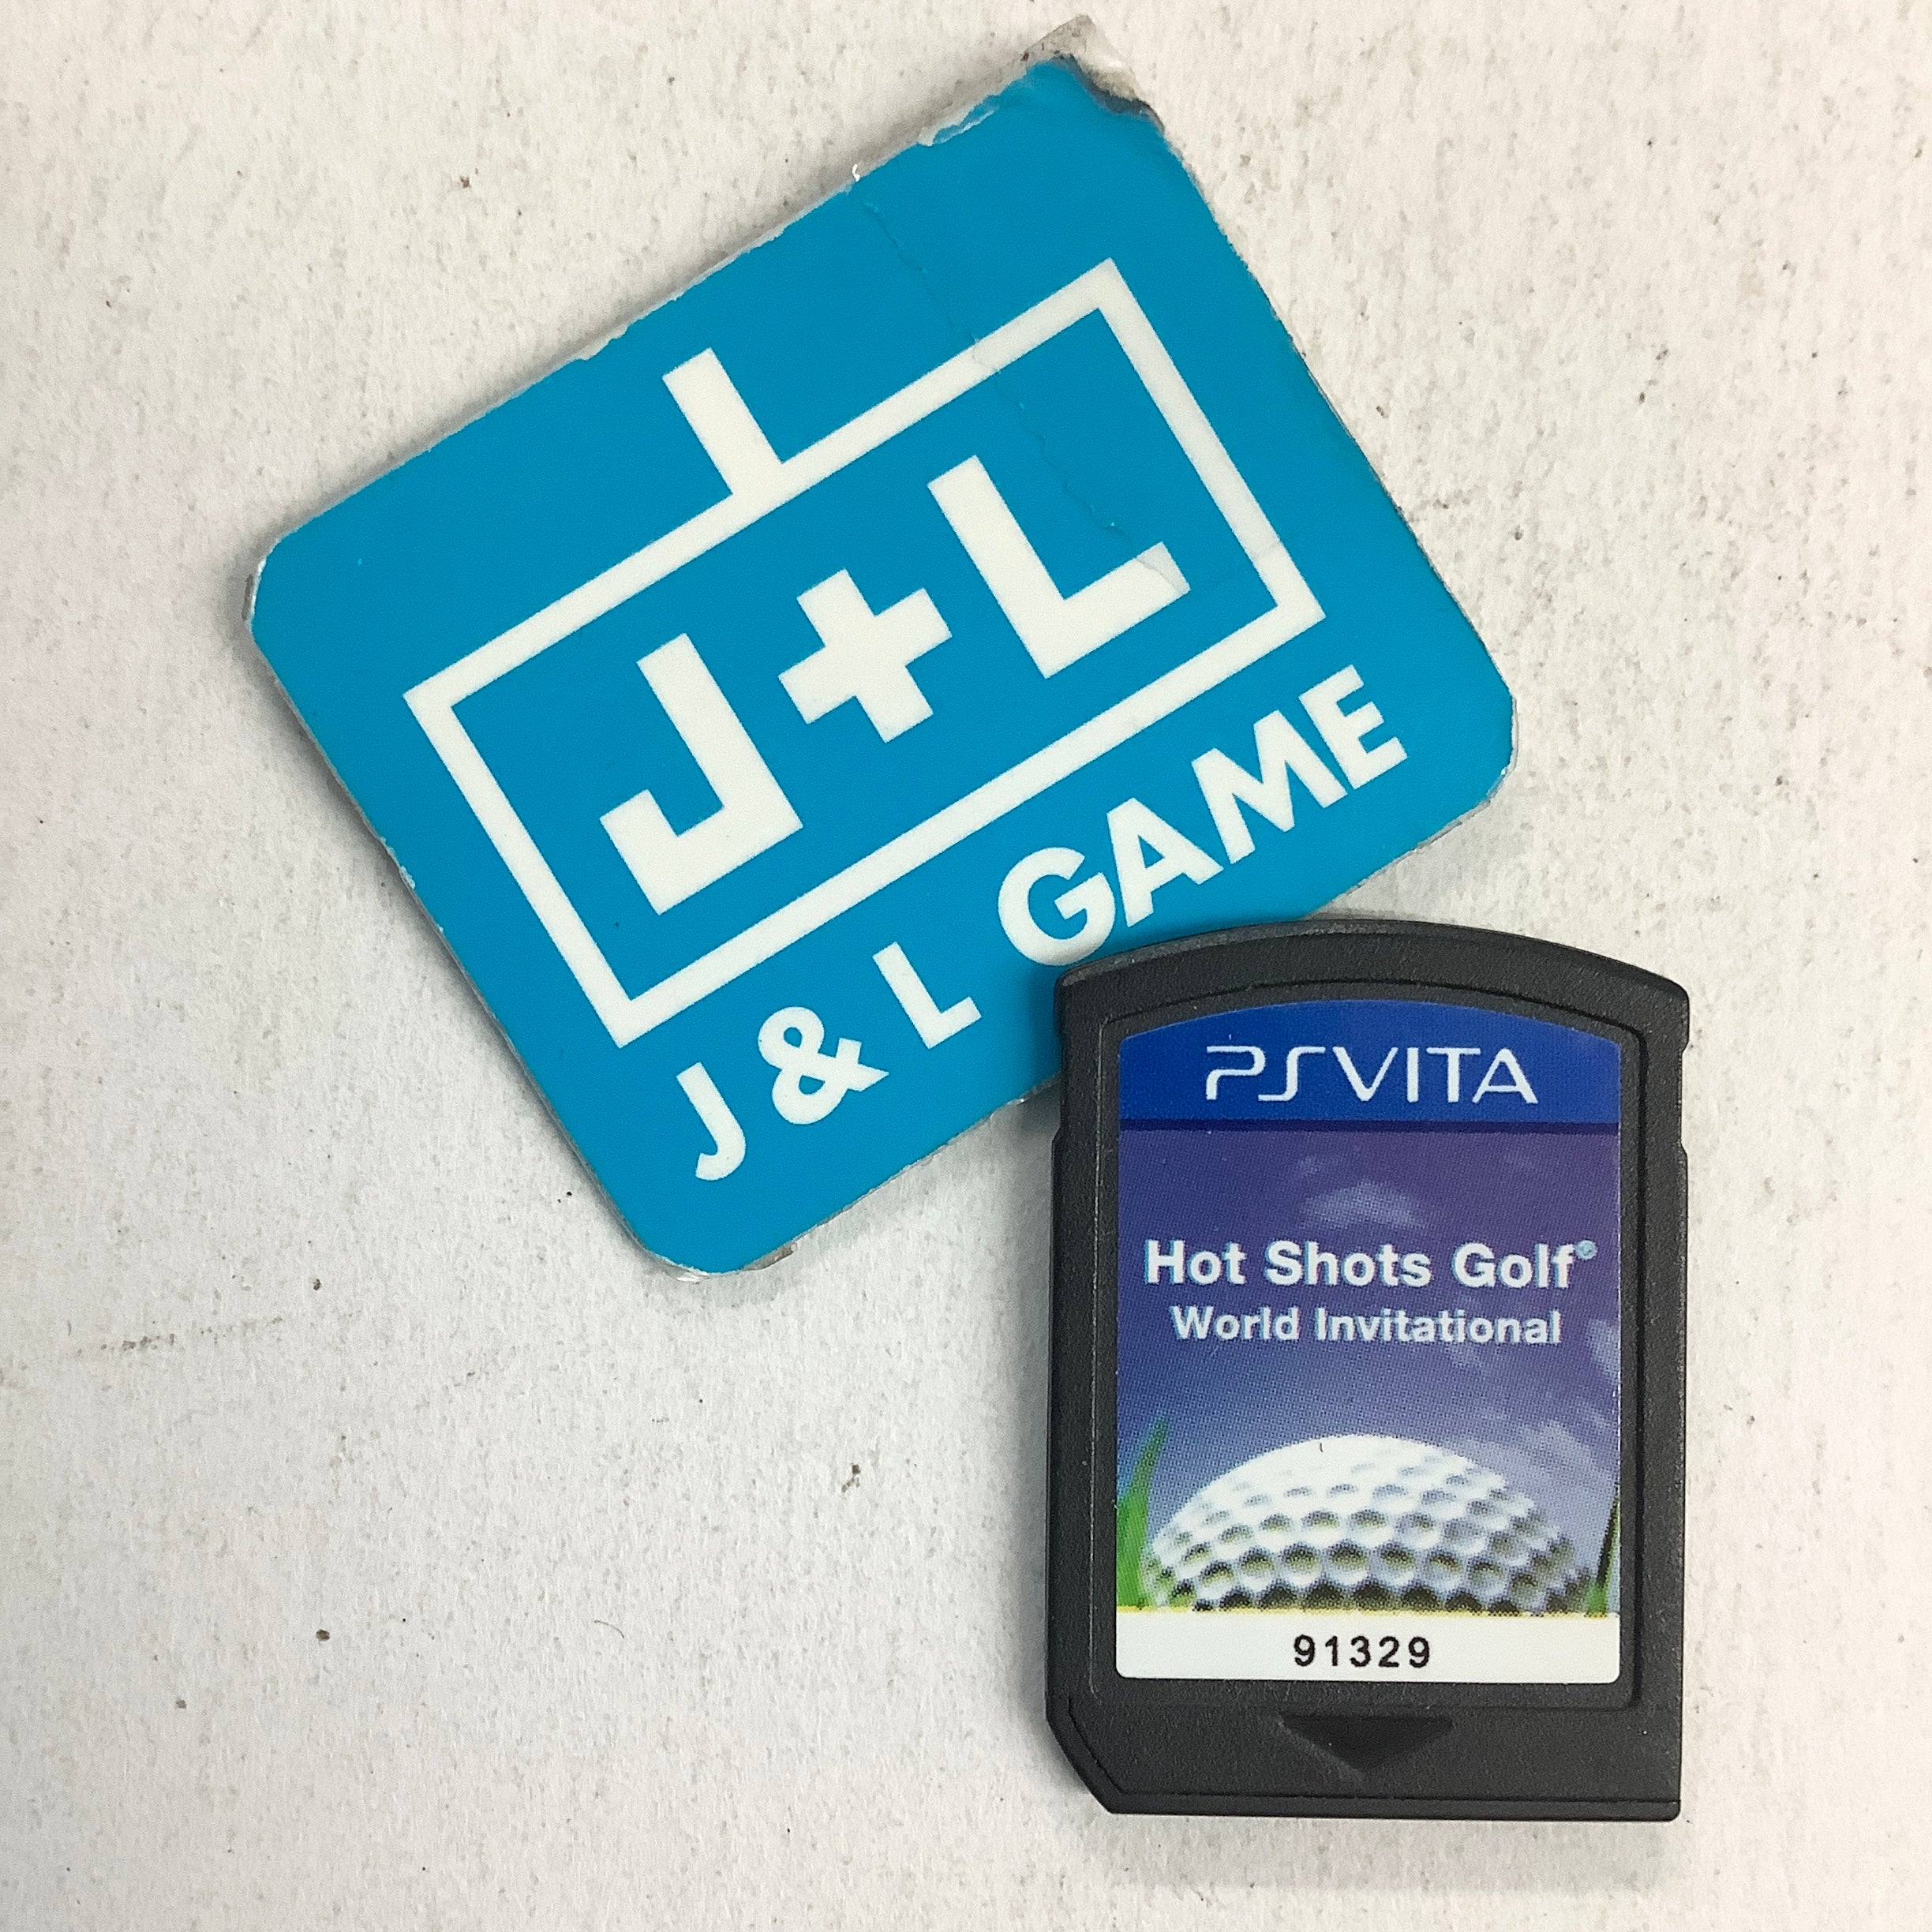 J+L
J & L GAME
PSVITA
Hot Shots Golf®
World Invitational
91329